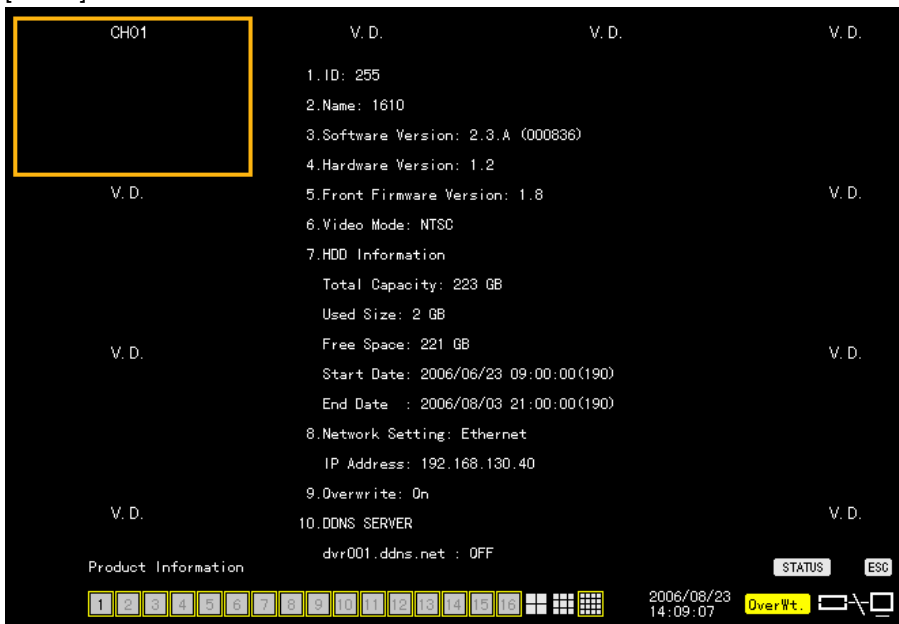 CH01 V.D. V.D. V.D.
1.ID: 255
2.Name: 1610
3.Software Version: 2.3.A (000836)
4.Hardware Version: 1.2
V.D. 5.Front Firmware Version: 1.8 V.D.
6.Video Mode: NTSC
7.HDD Information
Total Capacity: 223 GB
Used Size: 2 GB
V.D. Free Space: 221 GB V.D.
Start Date: 2006/06/23 09:00:00(190)
End Date : 2006/08/03 21:00:00(190)
8.Network Setting: Ethernet
IP Address: 192.168.130.40
9.Overwrite: On
V.D. 10.DDNS SERVER V.D.
dvr001.ddns.net : OFF
Product Information STATUS ESC
1 2 3 4 5 6 7 8 9 10 11 12 13 14 15 16 2006/08/23 OverWt.
14:09:07